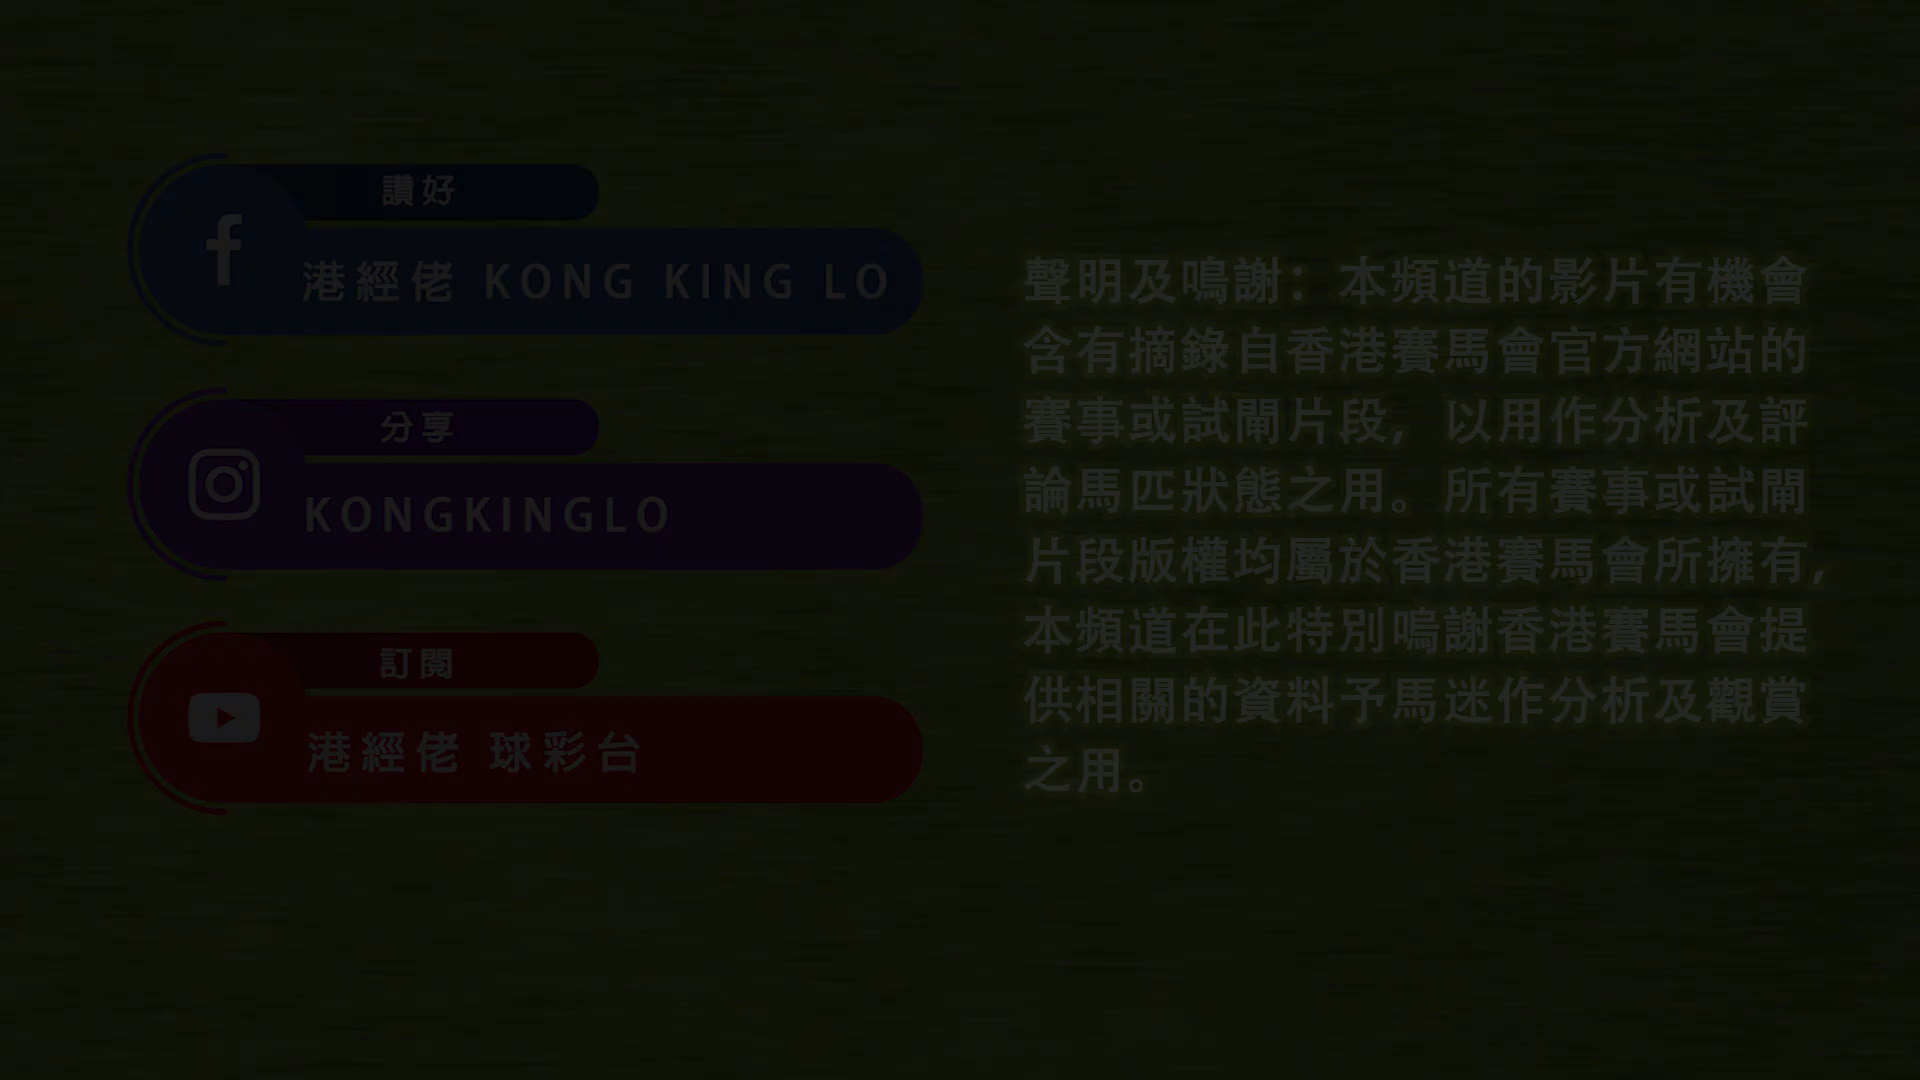 讚好
港經佬 KONG KING LO
分享
KONGKINGLO
訂閱
港經佬 球彩台
聲明及鳴謝：本頻道的影片有機會
含有摘錄自香港賽馬會官方網站的
賽事或試閘片段，以用作分析及評
論馬匹狀態之用。所有賽事或試閘
片段版權均屬於香港賽馬會所擁有，
本頻道在此特別嗚謝香港賽馬會提
供相關的資料予馬迷作分析及觀賞
之用。